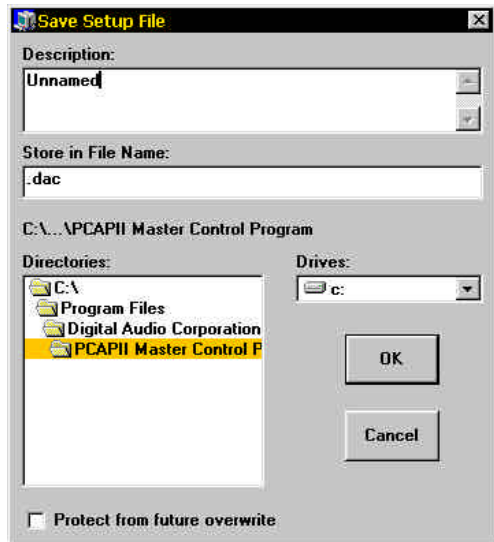 Save Setup File
Description:
Unnamed
Store in File Name:
.dac
C:\...\PCAPII Master Control Program
Directories:
Drives:
C:\
c:
Program Files
Digital Audio Corporation
PCAPII Master Control P
OK
Cancel
Protect from future overwrite